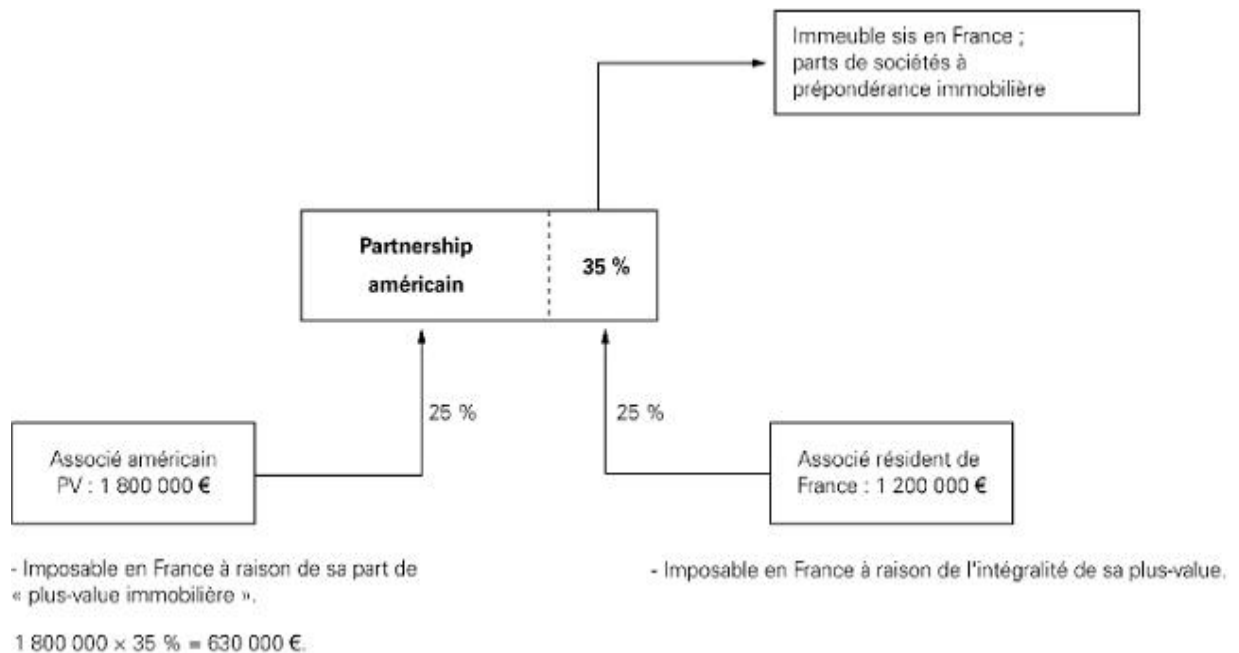 Immeuble sis en France ;
parts de sociétés à
prépondérance immobilière
Partnership
américain
35 %
25 %
25 %
Associé américain
PV : 1 800 000 €
Associé résident de
France : 1 200 000 €
- Imposable en France à raison de sa part de
« plus-value immobilière ».
- Imposable en France à raison de l'intégralité de sa plus-value.
1 800 000 × 35 % = 630 000 €.